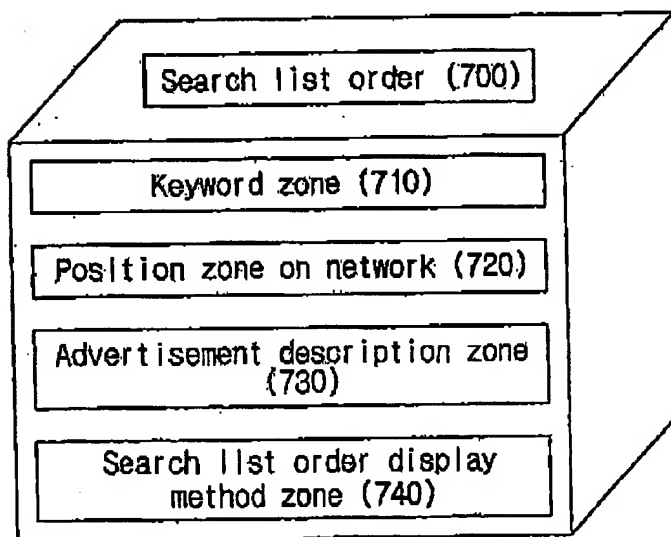 Search list order (700)
Keyword zone (710)
Position zone on network (720)
Advertisement description zone
(730)
Search list order display
method zone (740)